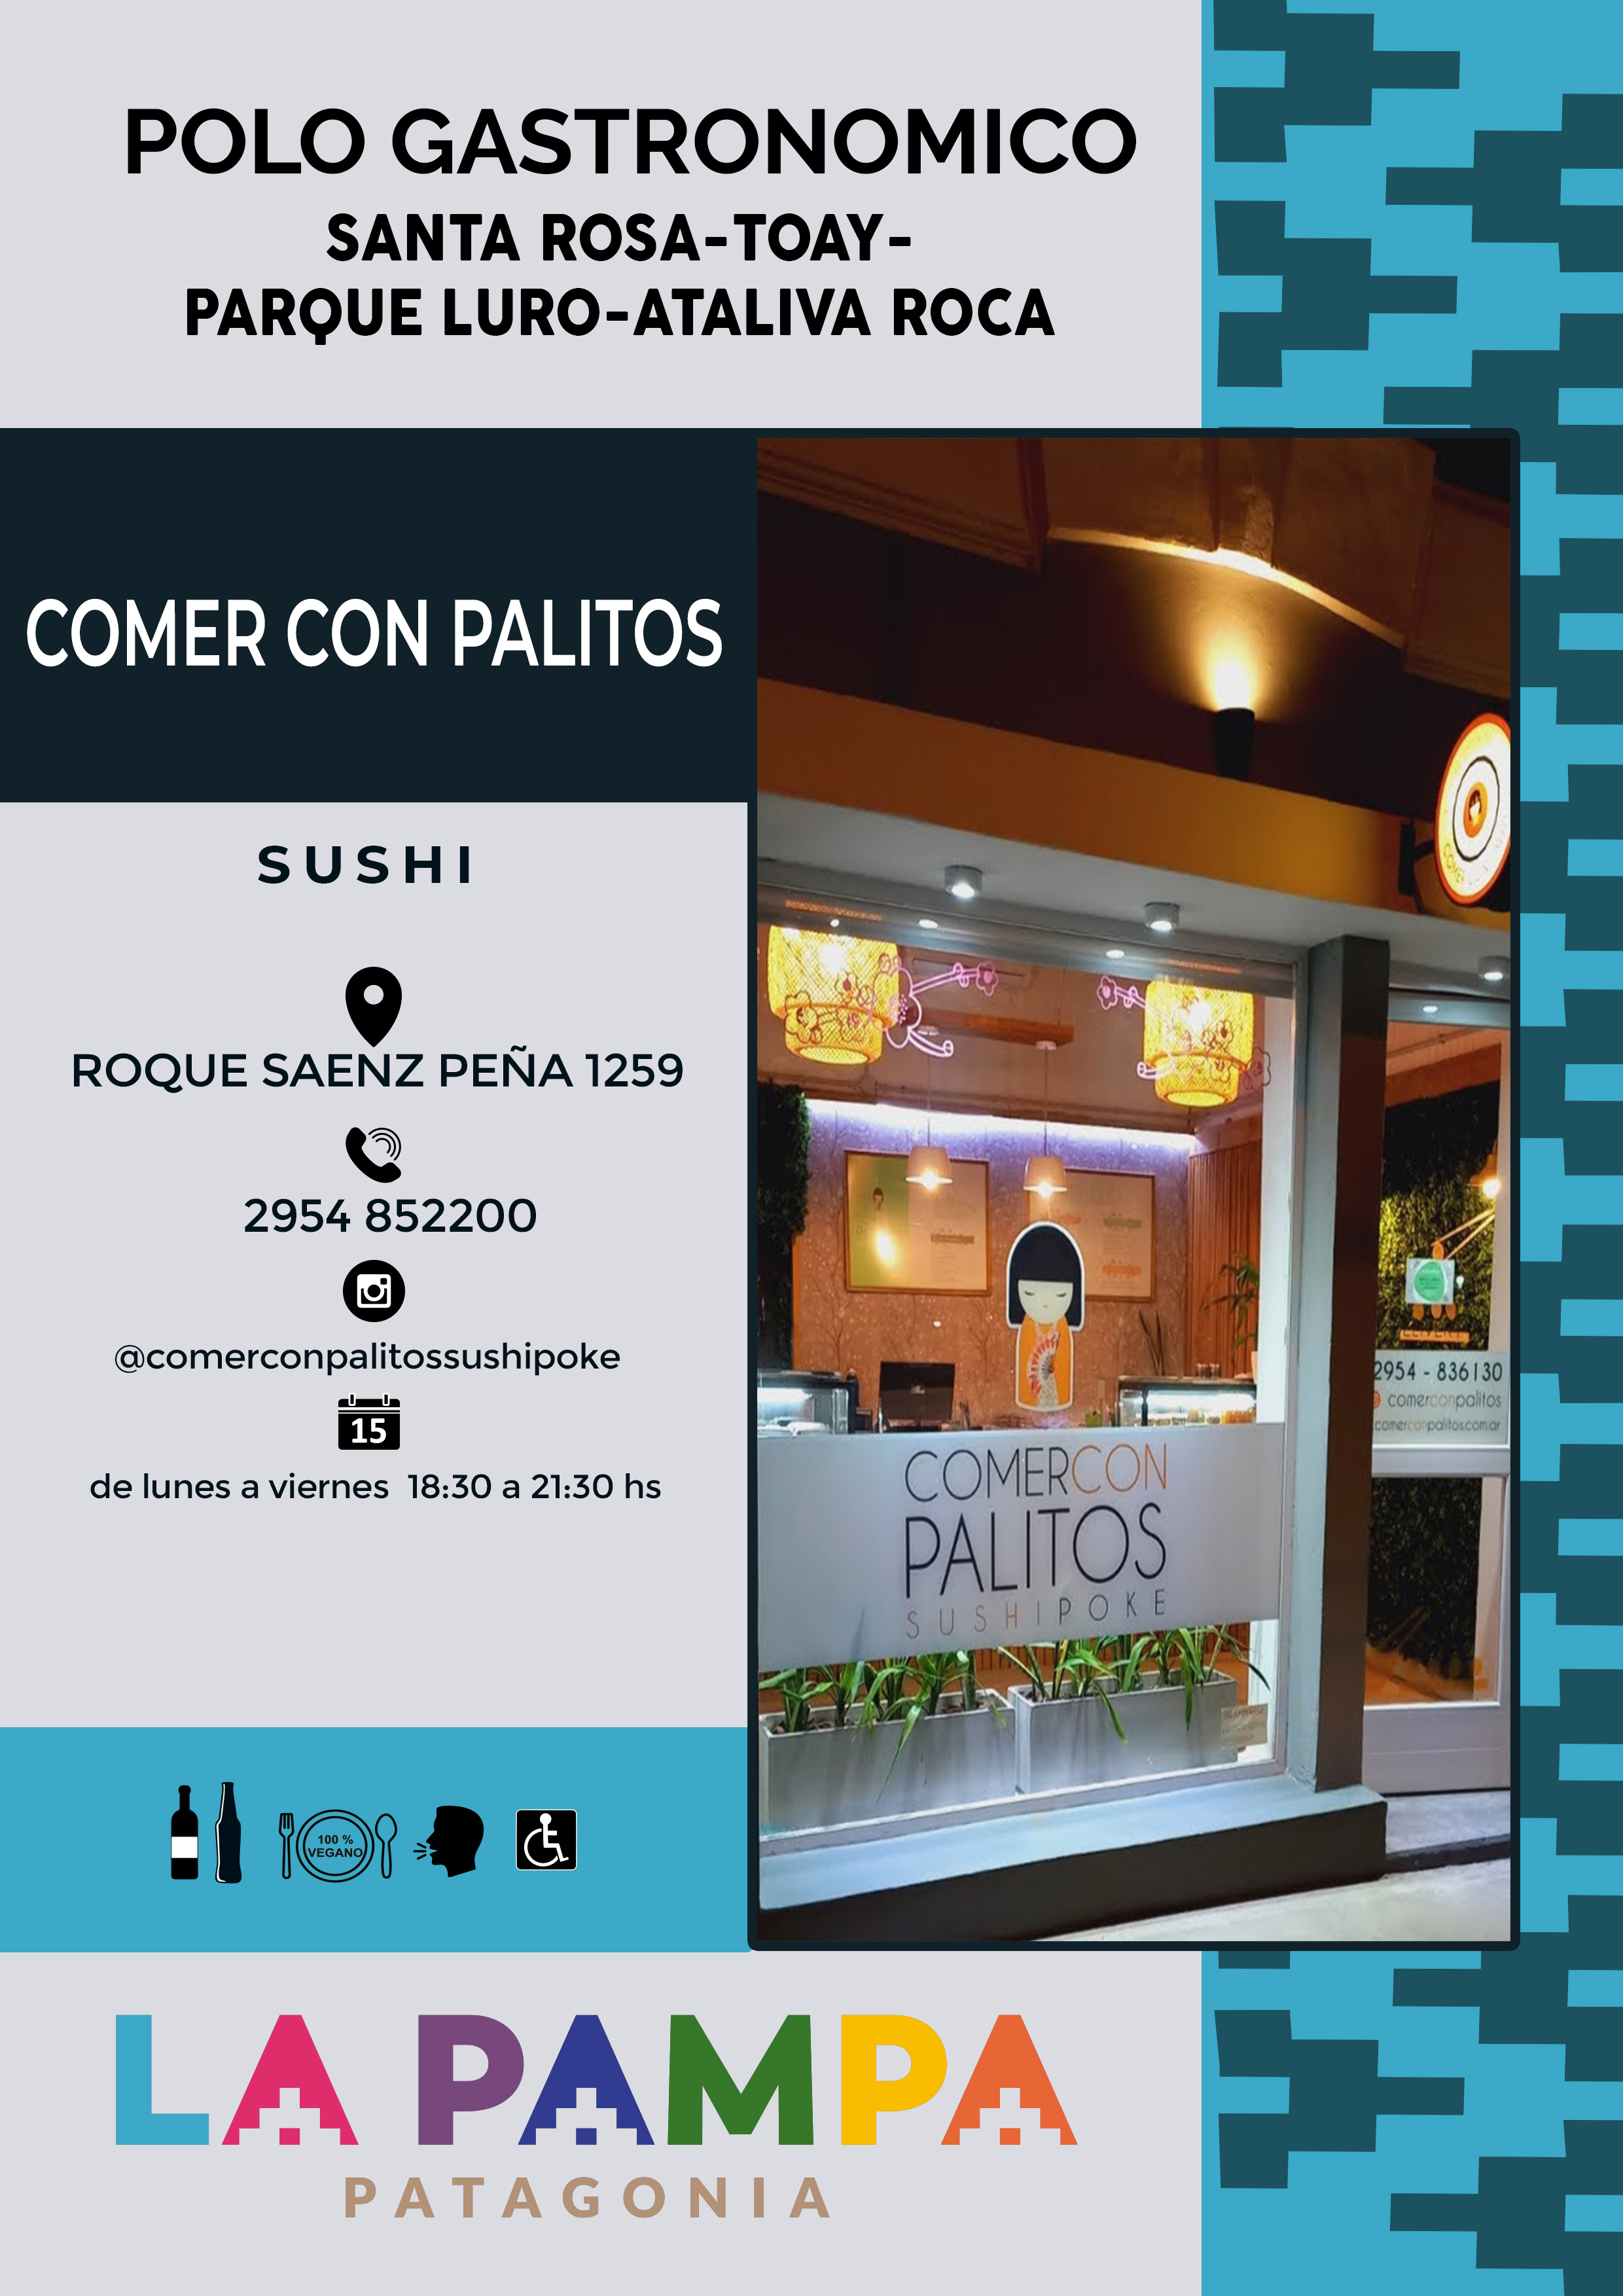 POLO GASTRONOMICO
SANTA ROSA-TOAY-
PARQUE LURO-ATALIVA ROCA
COMER CON PALITOS
SUSHI
ROQUE SAENZ PEÑA 1259
2954 852200
@comerconpalitossushipoke
15
de lunes a viernes 18:30 a 21:30 hs
COMER
2954 - 836130
comerconpalitos
comerconpalitos.com.ar
COMERCON
PALITOS
SUSHIPOKE
100 %
VEGANO
LA PAMPA
PATAGONIA